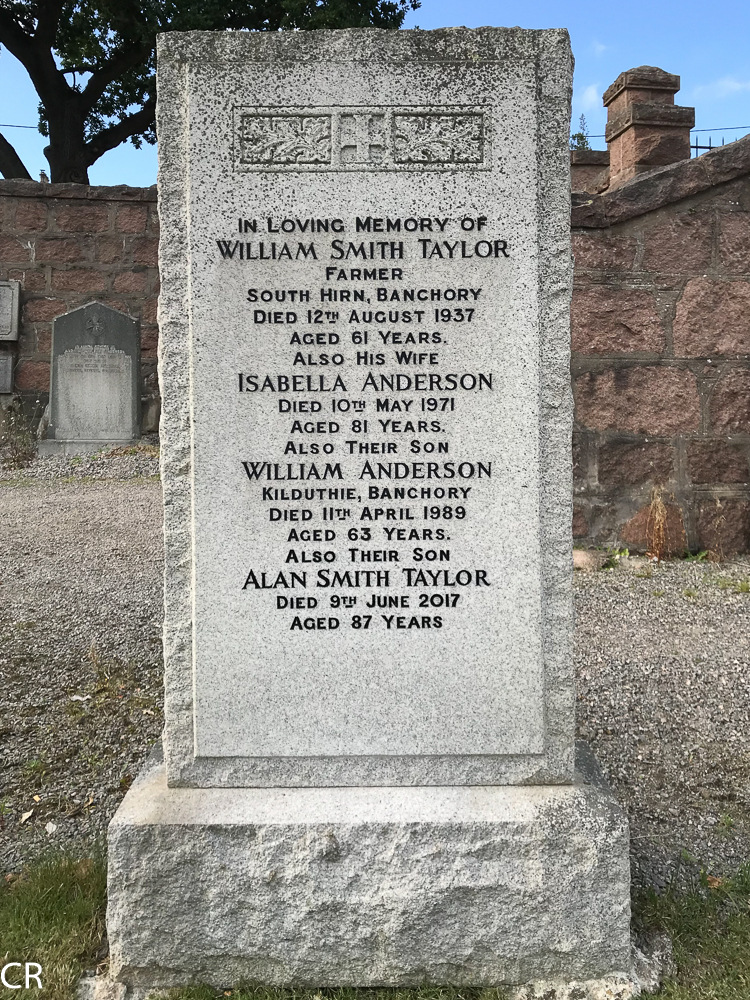 In Loving Memory of
William Smith Taylor
Farmer
South Hirn, Banchory
Died 12th August 1937
Aged 61 Years.
Also His Wife
Isabella Anderson
Died 10th May 1971
Aged 81 Years.
Also Their Son
William Anderson
Kilduthie, Banchory
Died 11th April 1989
Aged 63 Years.
Also Their Son
Alan Smith Taylor
Died 9th June 2017
Aged 87 Years
CR